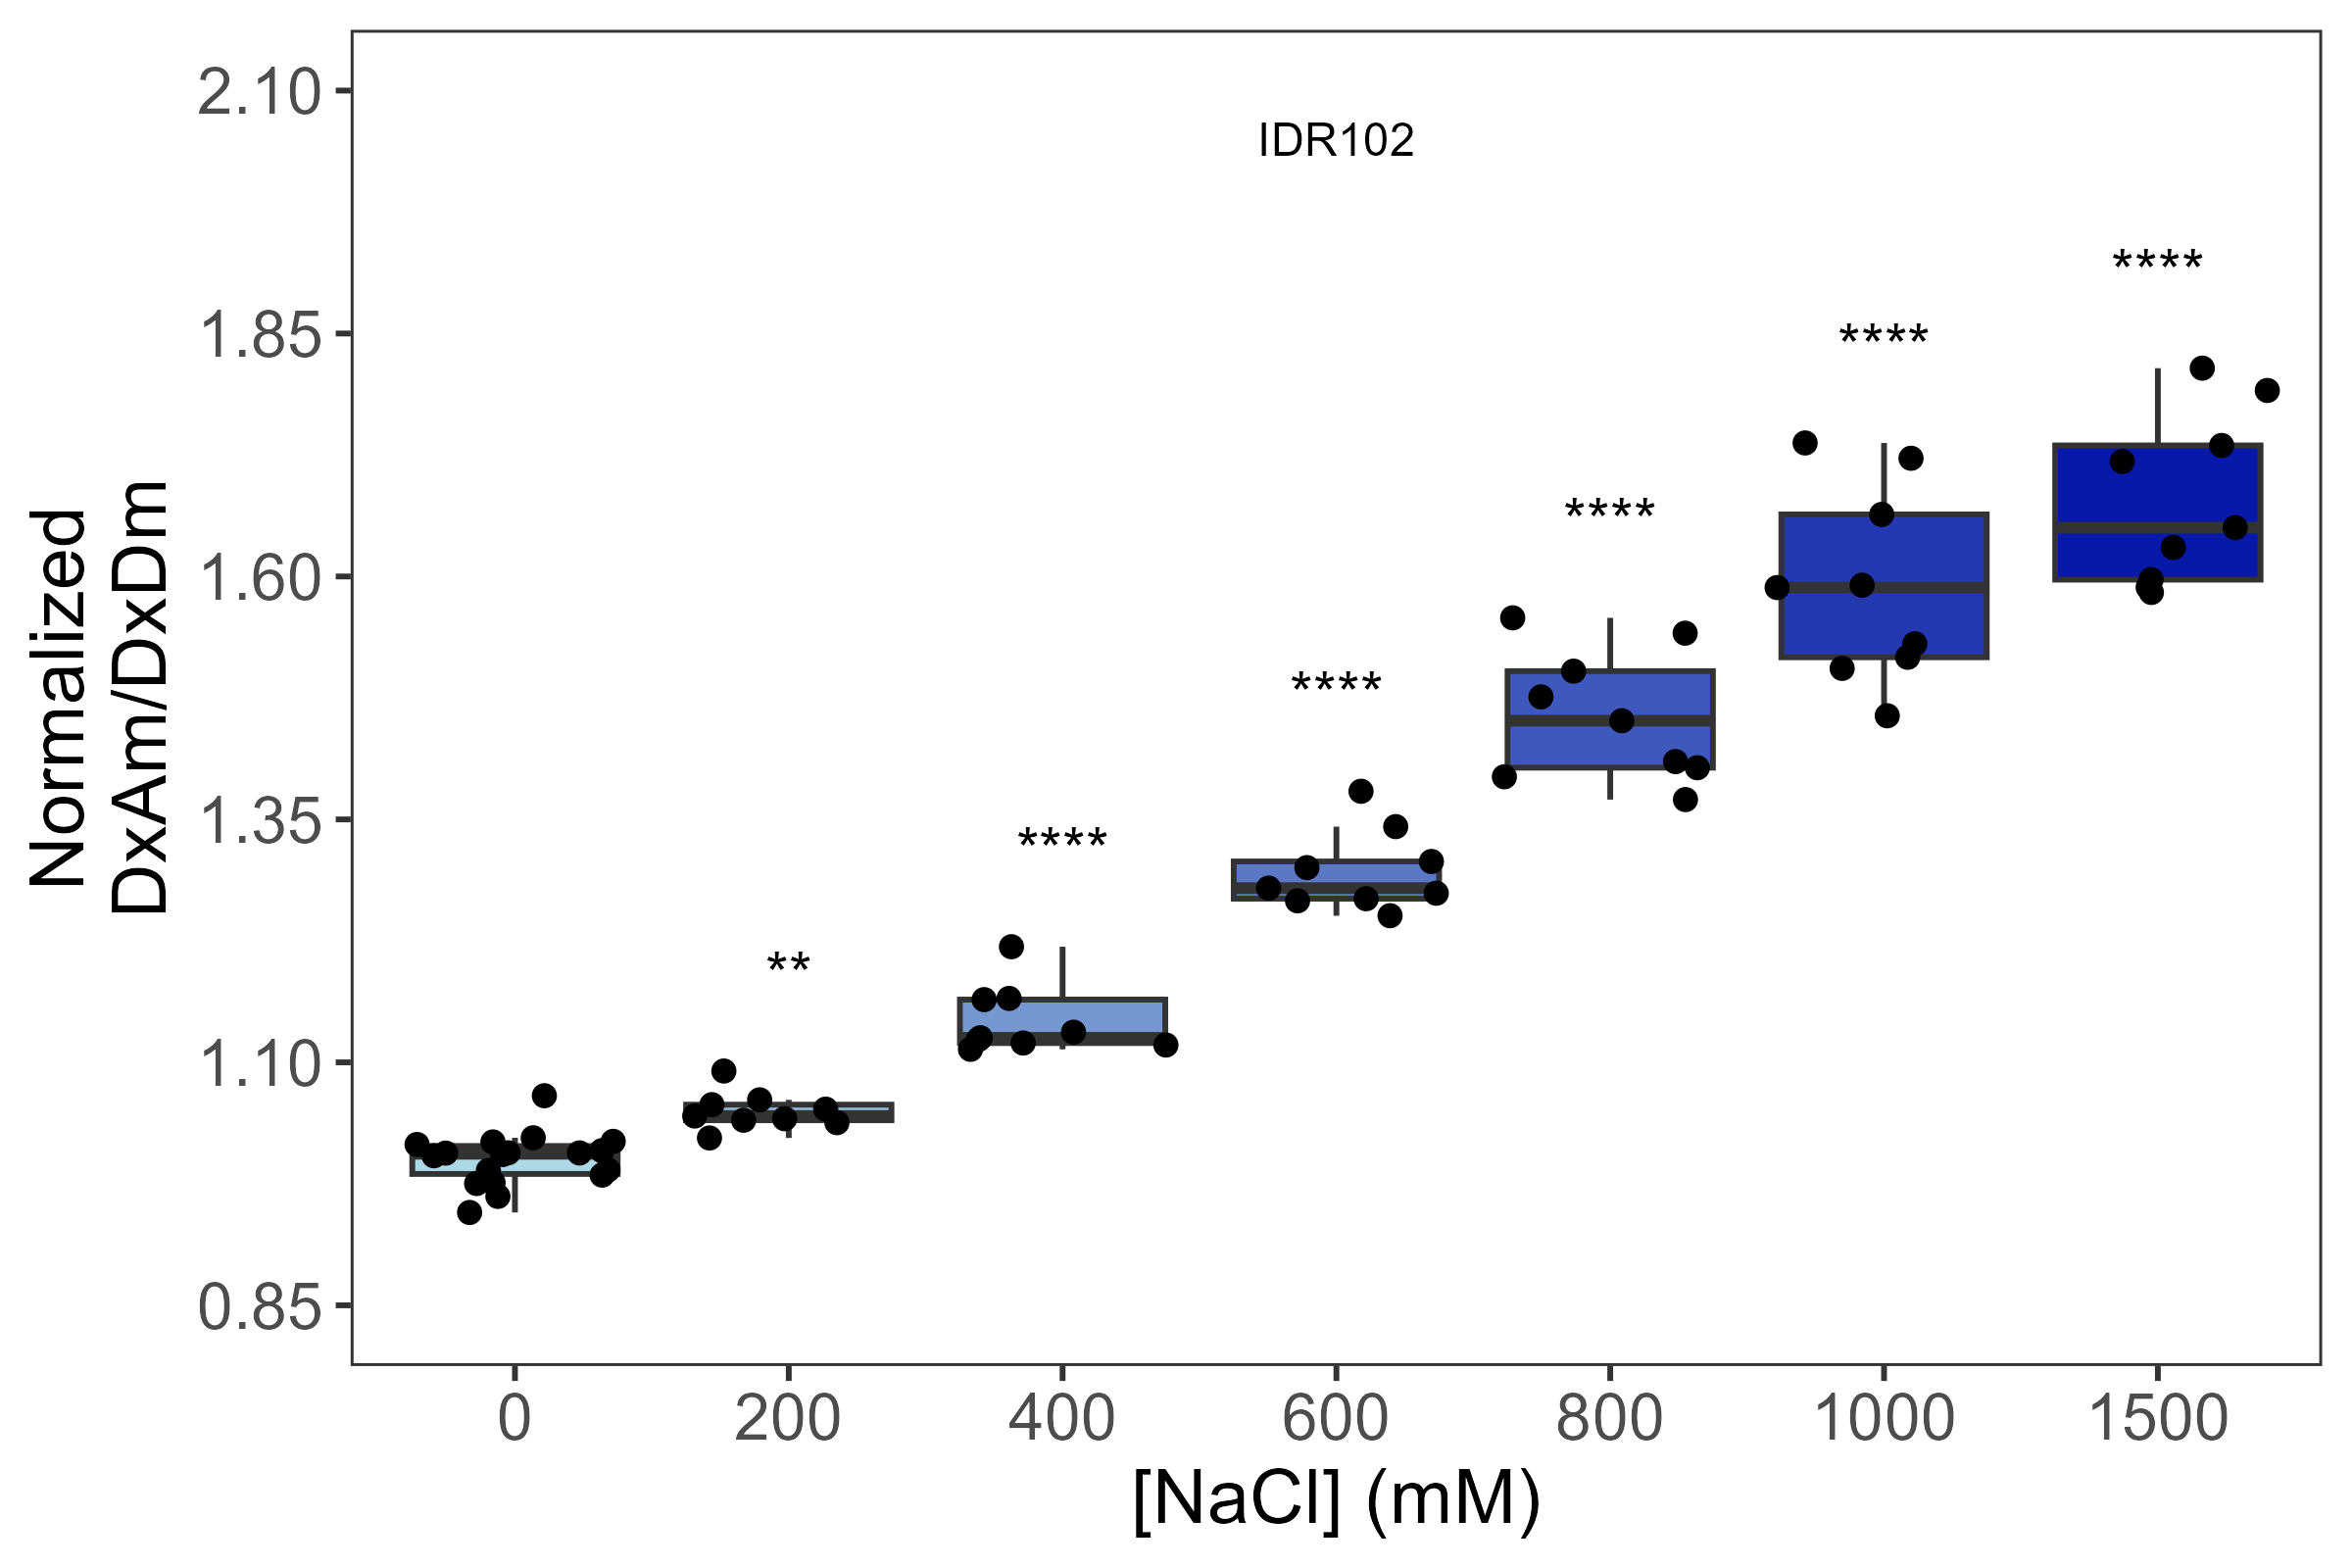 IDR102
****
****
****
****
****
**
2.10
1.85
1.60
1.35
1.10
0.85
Normalized
DxAm/DxDm
0 200 400 600 800 1000 1500
[NaCl] (mM)